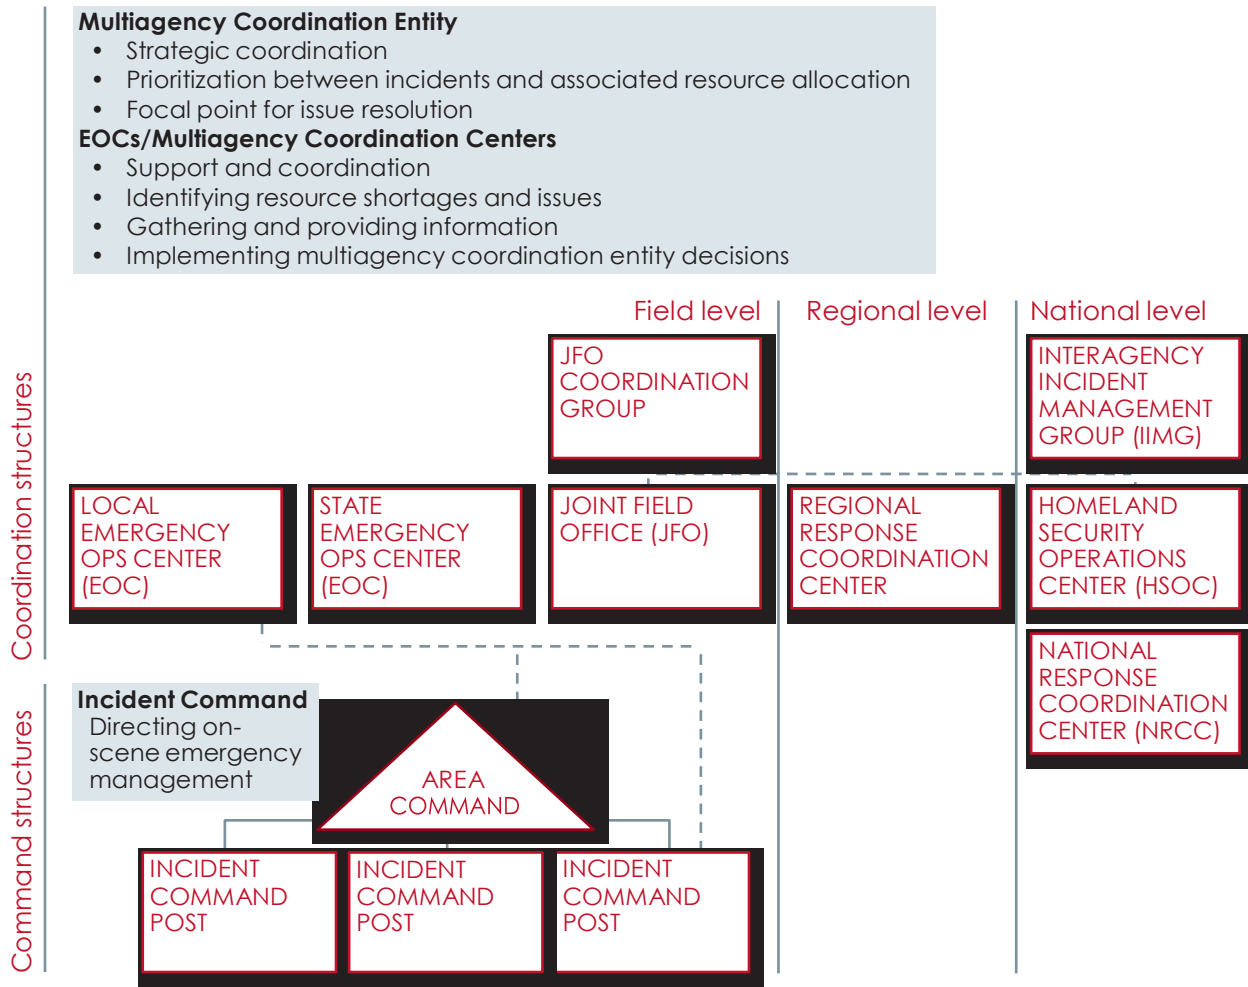 Multiagency Coordination Entity
• Strategic coordination
• Prioritization between incidents and associated resource allocation
• Focal point for issue resolution
EOCs/Multiagency Coordination Centers
• Support and coordination
• Identifying resource shortages and issues
• Gathering and providing information
• Implementing multiagency coordination entity decisions
Coordination structures
Field level
Regional level
National level
JFO
COORDINATION
GROUP
INTERAGENCY
INCIDENT
MANAGEMENT
GROUP (IIMG)
LOCAL
EMERGENCY
OPS CENTER
(EOC)
STATE
EMERGENCY
OPS CENTER
(EOC)
JOINT FIELD
OFFICE (JFO)
REGIONAL
RESPONSE
COORDINATION
CENTER
HOMELAND
SECURITY
OPERATIONS
CENTER (HSOC)
NATIONAL
RESPONSE
COORDINATION
CENTER (NRCC)
Command structures
Incident Command
Directing on-
scene emergency
management
AREA
COMMAND
INCIDENT
COMMAND
POST
INCIDENT
COMMAND
POST
INCIDENT
COMMAND
POST